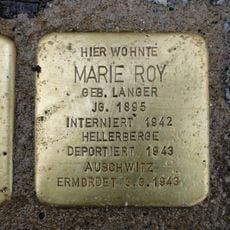 HIER WOHNTE
MARIE ROY
GEB. LANGER
JG. 1895
INTERNIERT 1942
HELLERBERGE
DEPORTIERT 1943
AUSCHWITZ
ERMORDET 3.3.1943